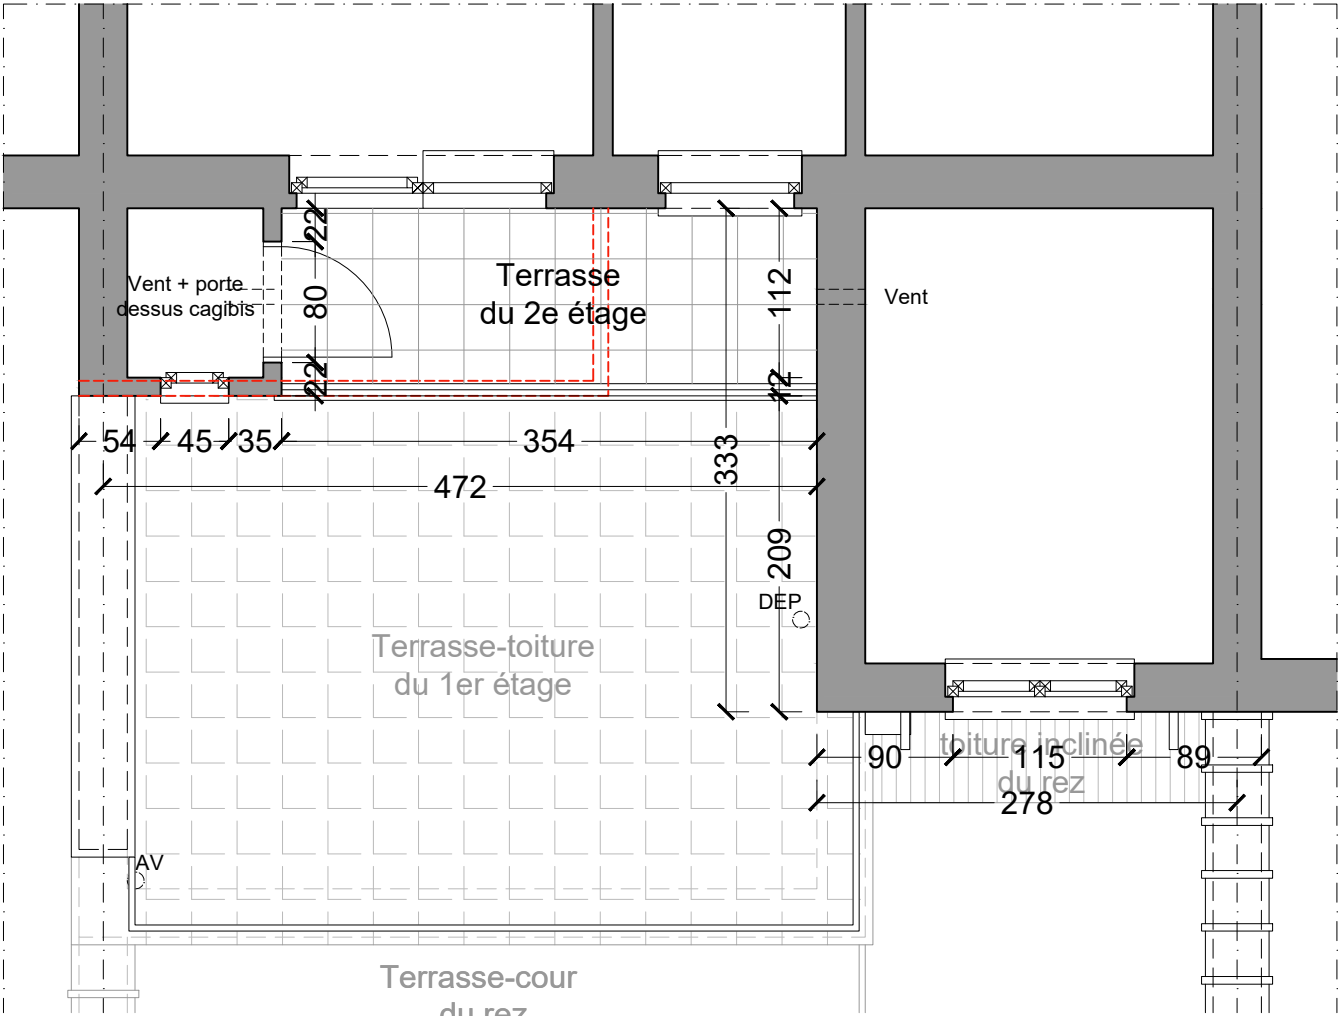 22
Terrasse
du 2e étage
112
Vent + porte
dessus cagibis
80
Vent
22
12
54
45
35
354
333
472
209
DEP
Terrasse-toiture
du 1er étage
toiture inclinée
du rez
90
115
89
278
AV
Terrasse-cour
du rez